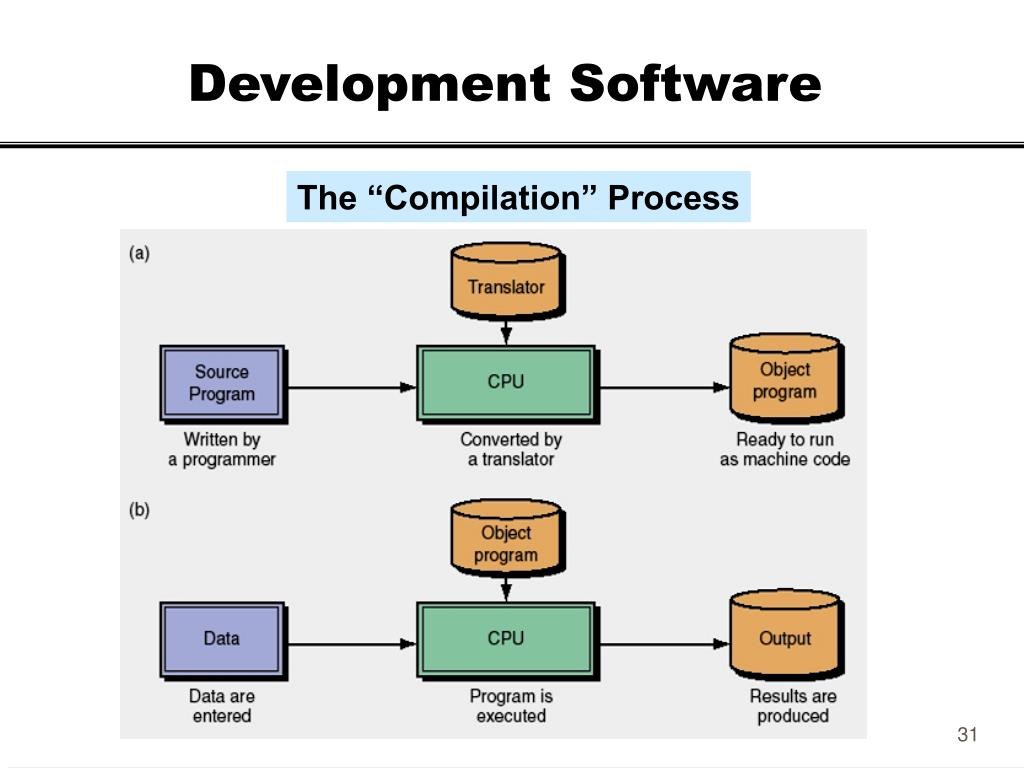 Development Software
The “Compilation” Process
(a)
Translator
Source
Program
CPU
Object
program
Written by
a programmer
Converted by
a translator
Ready to run
as machine code
(b)
Object
program
Data
CPU
Output
Data are
entered
Program is
executed
Results are
produced
31